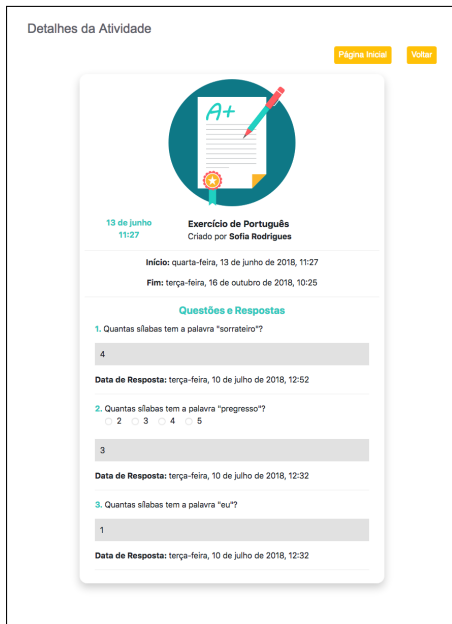 Detalhes da Atividade
Página Inicial Voltar
A+
13 de junho
11:27
Exercício de Português
Criado por Sofia Rodrigues
Início: quarta-feira, 13 de junho de 2018, 11:27
Fim: terça-feira, 16 de outubro de 2018, 10:25
Questões e Respostas
1. Quantas sílabas tem a palavra "sorrateiro"?
4
Data de Resposta: terça-feira, 10 de julho de 2018, 12:52
2. Quantas sílabas tem a palavra "pregresso"?
2 3 4 5
3
Data de Resposta: terça-feira, 10 de julho de 2018, 12:32
3. Quantas sílabas tem a palavra "eu"?
1
Data de Resposta: terça-feira, 10 de julho de 2018, 12:32